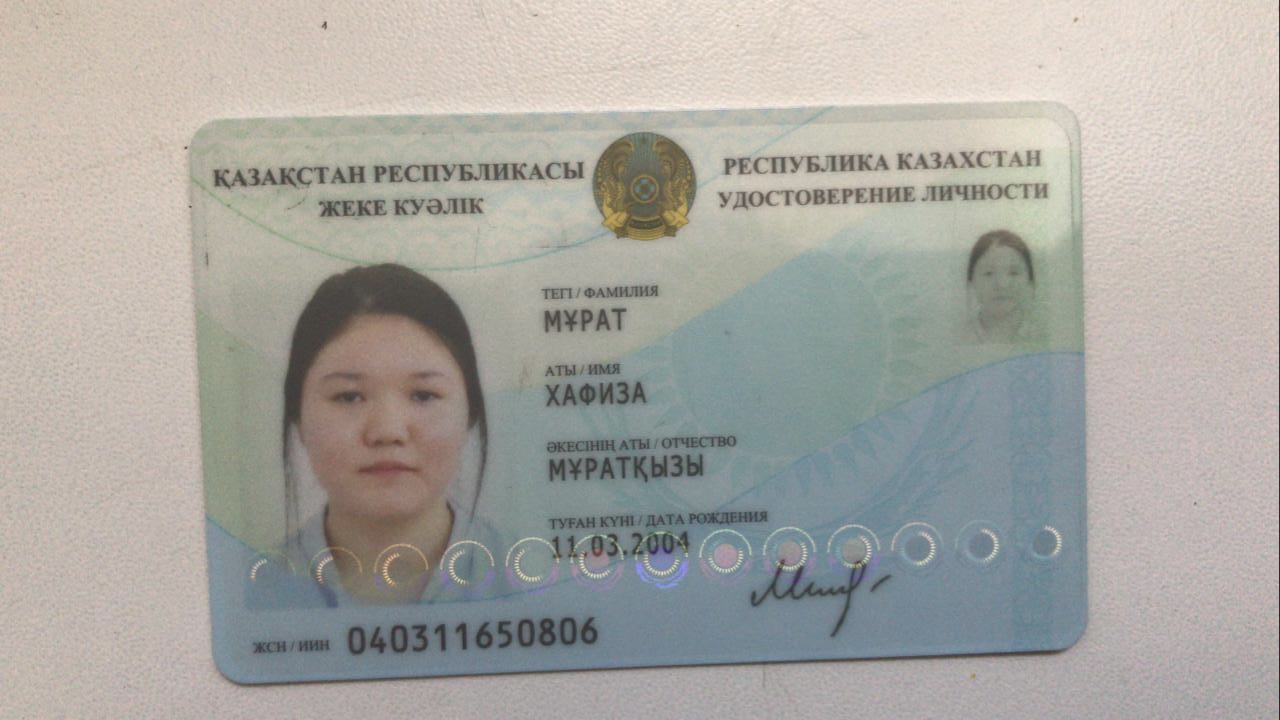 ҚАЗАҚСТАН РЕСПУБЛИКАСЫ
ЖЕКЕ КУӘЛІК
РЕСПУБЛИКА КАЗАХСТАН
УДОСТОВЕРЕНИЕ ЛИЧНОСТИ
ТЕГІ / ФАМИЛИЯ
МҰРАТ
АТЫ / ИМЯ
ХАФИЗА
ӘКЕСІНІҢ АТЫ / ОТЧЕСТВО
МҰРАТҚЫЗЫ
ТУҒАН КҮНІ / ДАТА РОЖДЕНИЯ
11.03.2004
ЖСН / ИИН 040311650806